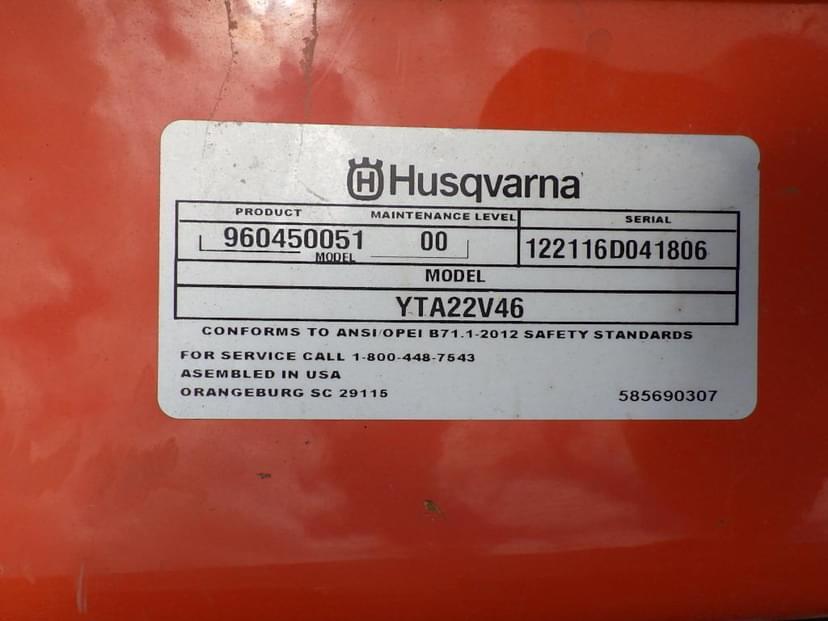 Husqvarna
PRODUCT MAINTENANCE LEVEL SERIAL
960450051 00 122116D041806
MODEL
MODEL
YTA22V46
CONFORMS TO ANSI/OPEI B71.1-2012 SAFETY STANDARDS
FOR SERVICE CALL 1-800-448-7543
ASEMBLED IN USA
ORANGEBURG SC 29115 585690307